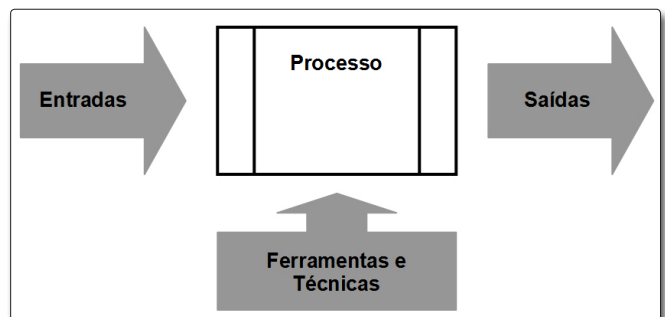 Processo
Entradas
Saídas
Ferramentas e
Técnicas